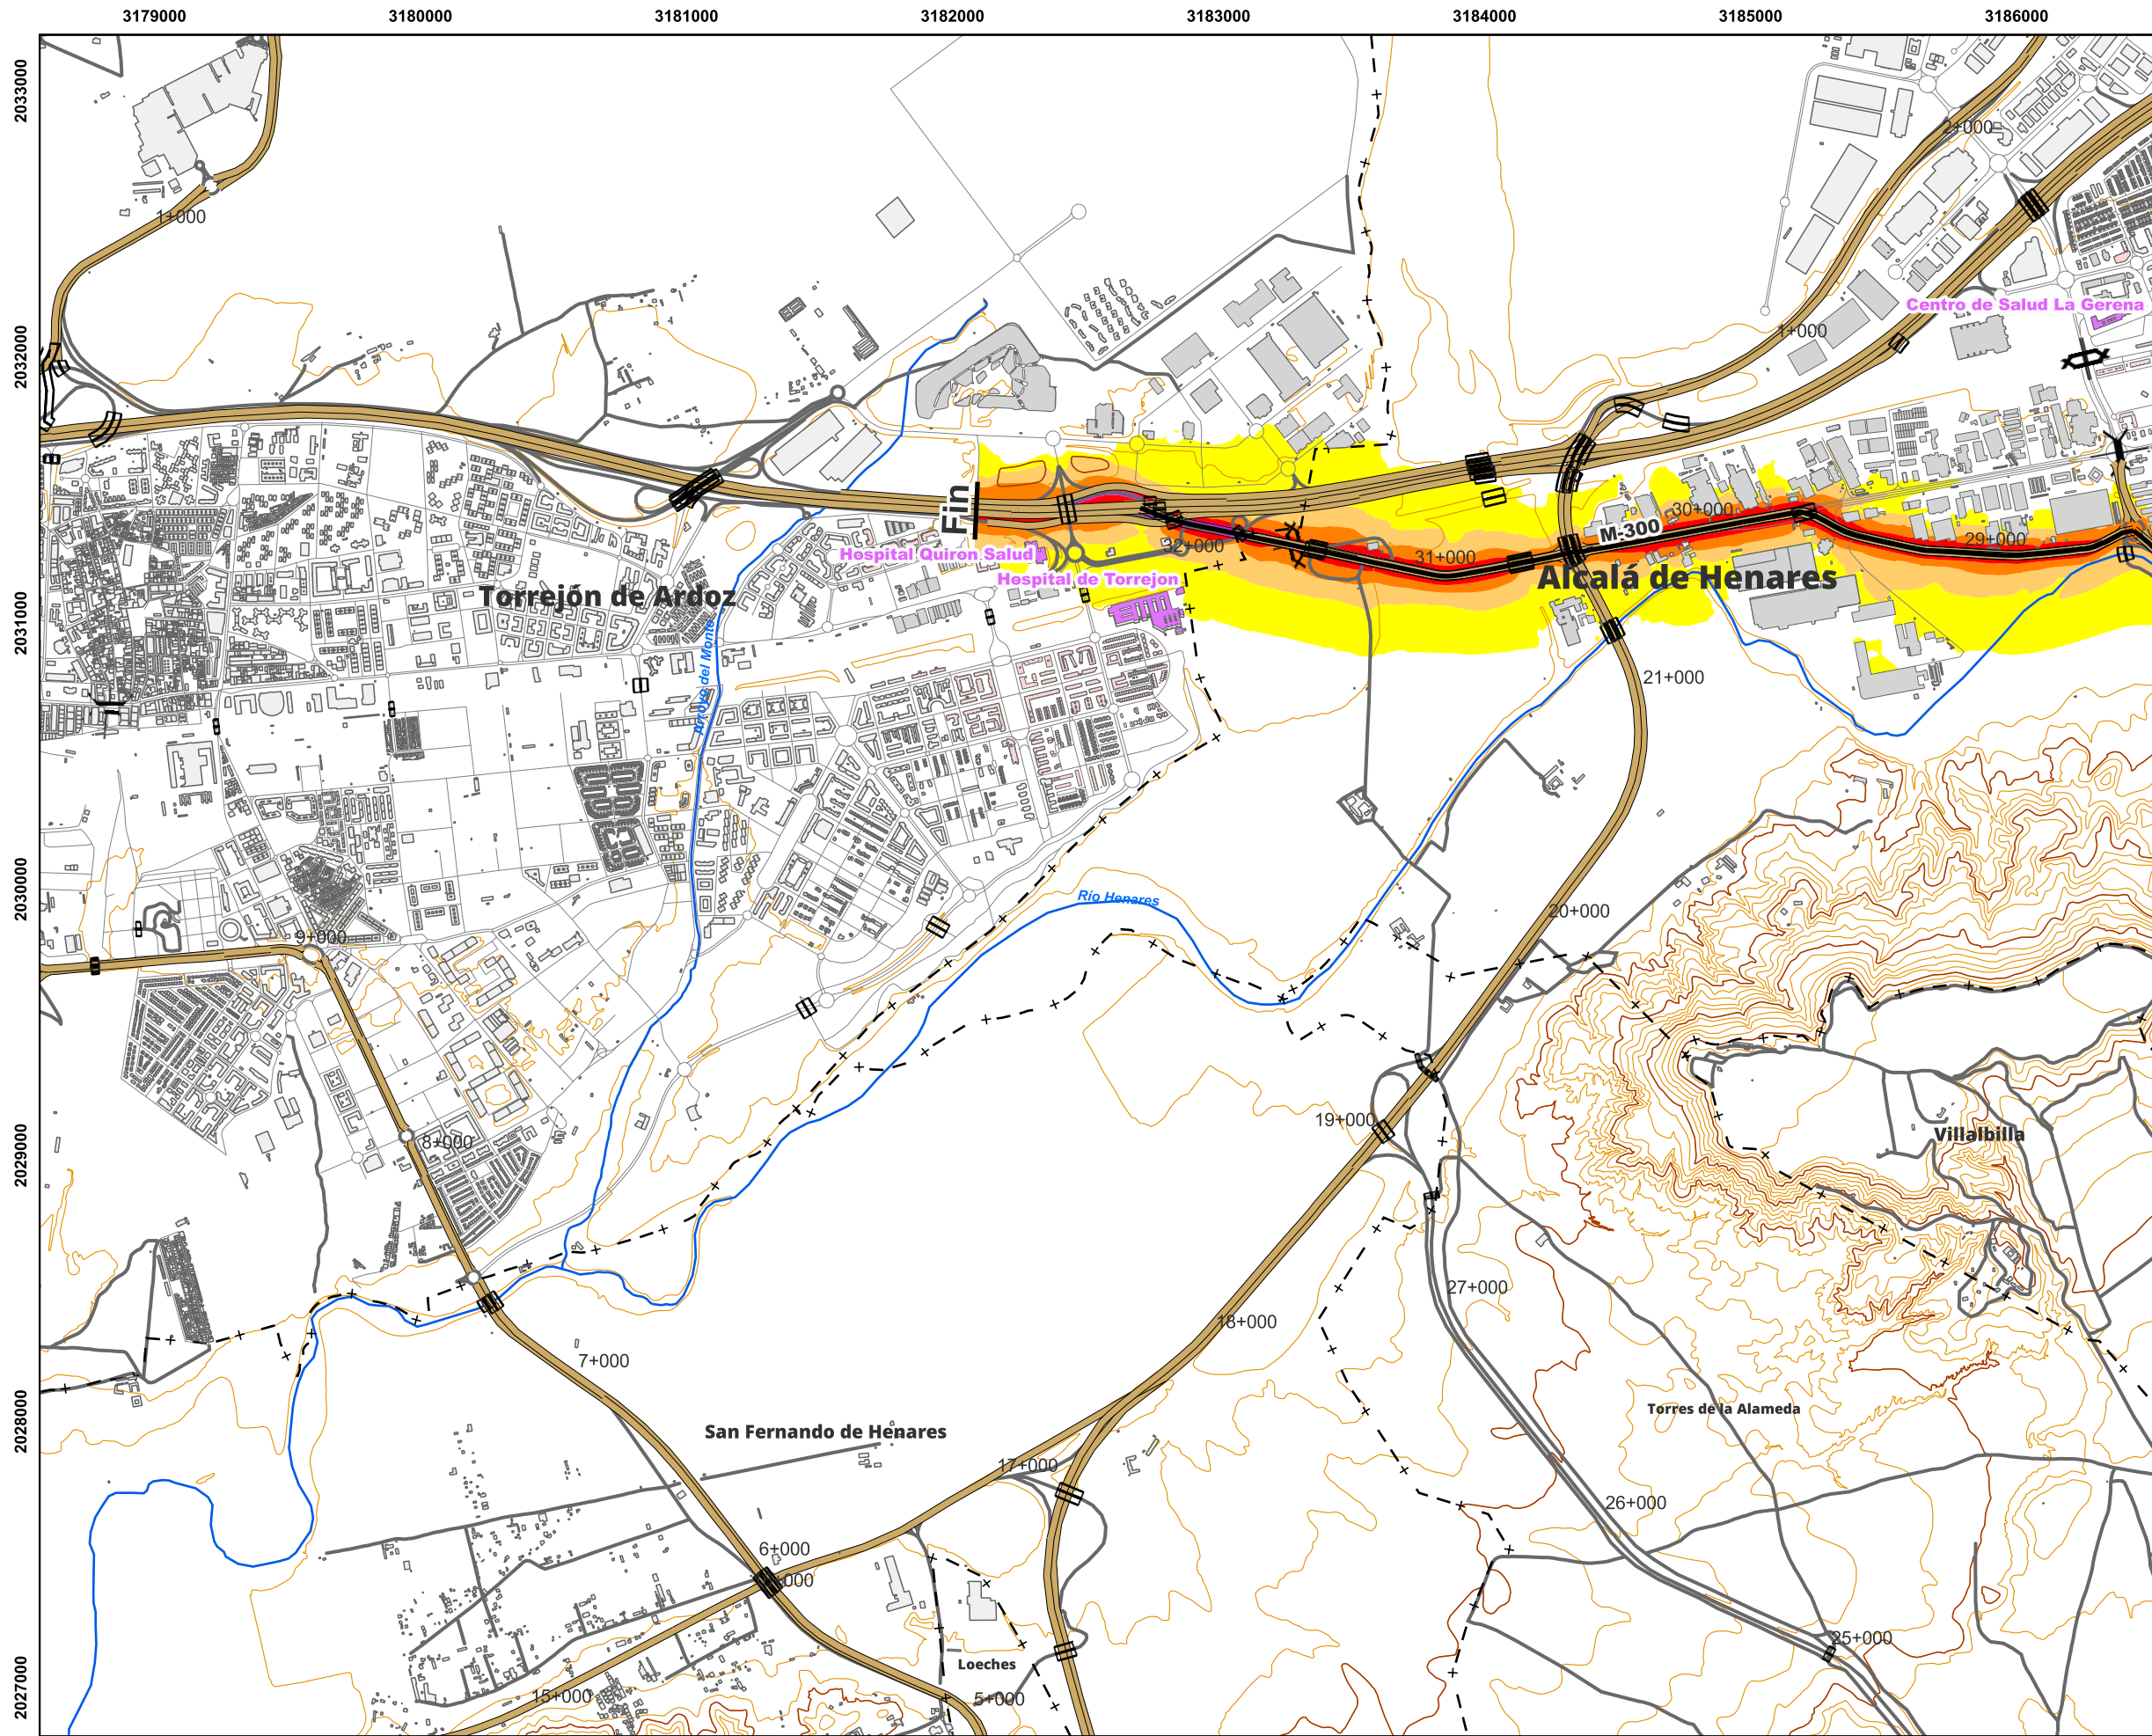 3179000 3180000 3181000 3182000 3183000 3184000 3185000 3186000
2033000
2+000
1+000
Centro de Salud La Gerena
2032000
1+000
Fin
30+000
M-300
29+000
32+000
31+000
Hospital Quiron Salud
Hospital de Torrejon
Alcalá de Henares
Torrejón de Ardoz
2031000
Arroyo del Monte
21+000
2030000
Río Henares
20+000
9+000
19+000
2029000
8+000
Villalbilla
27+000
18+000
7+000
2028000
Torres de la Alameda
San Fernando de Henares
17+000
26+000
6+000
000
25+000
Loeches
2027000
15+000
5+000